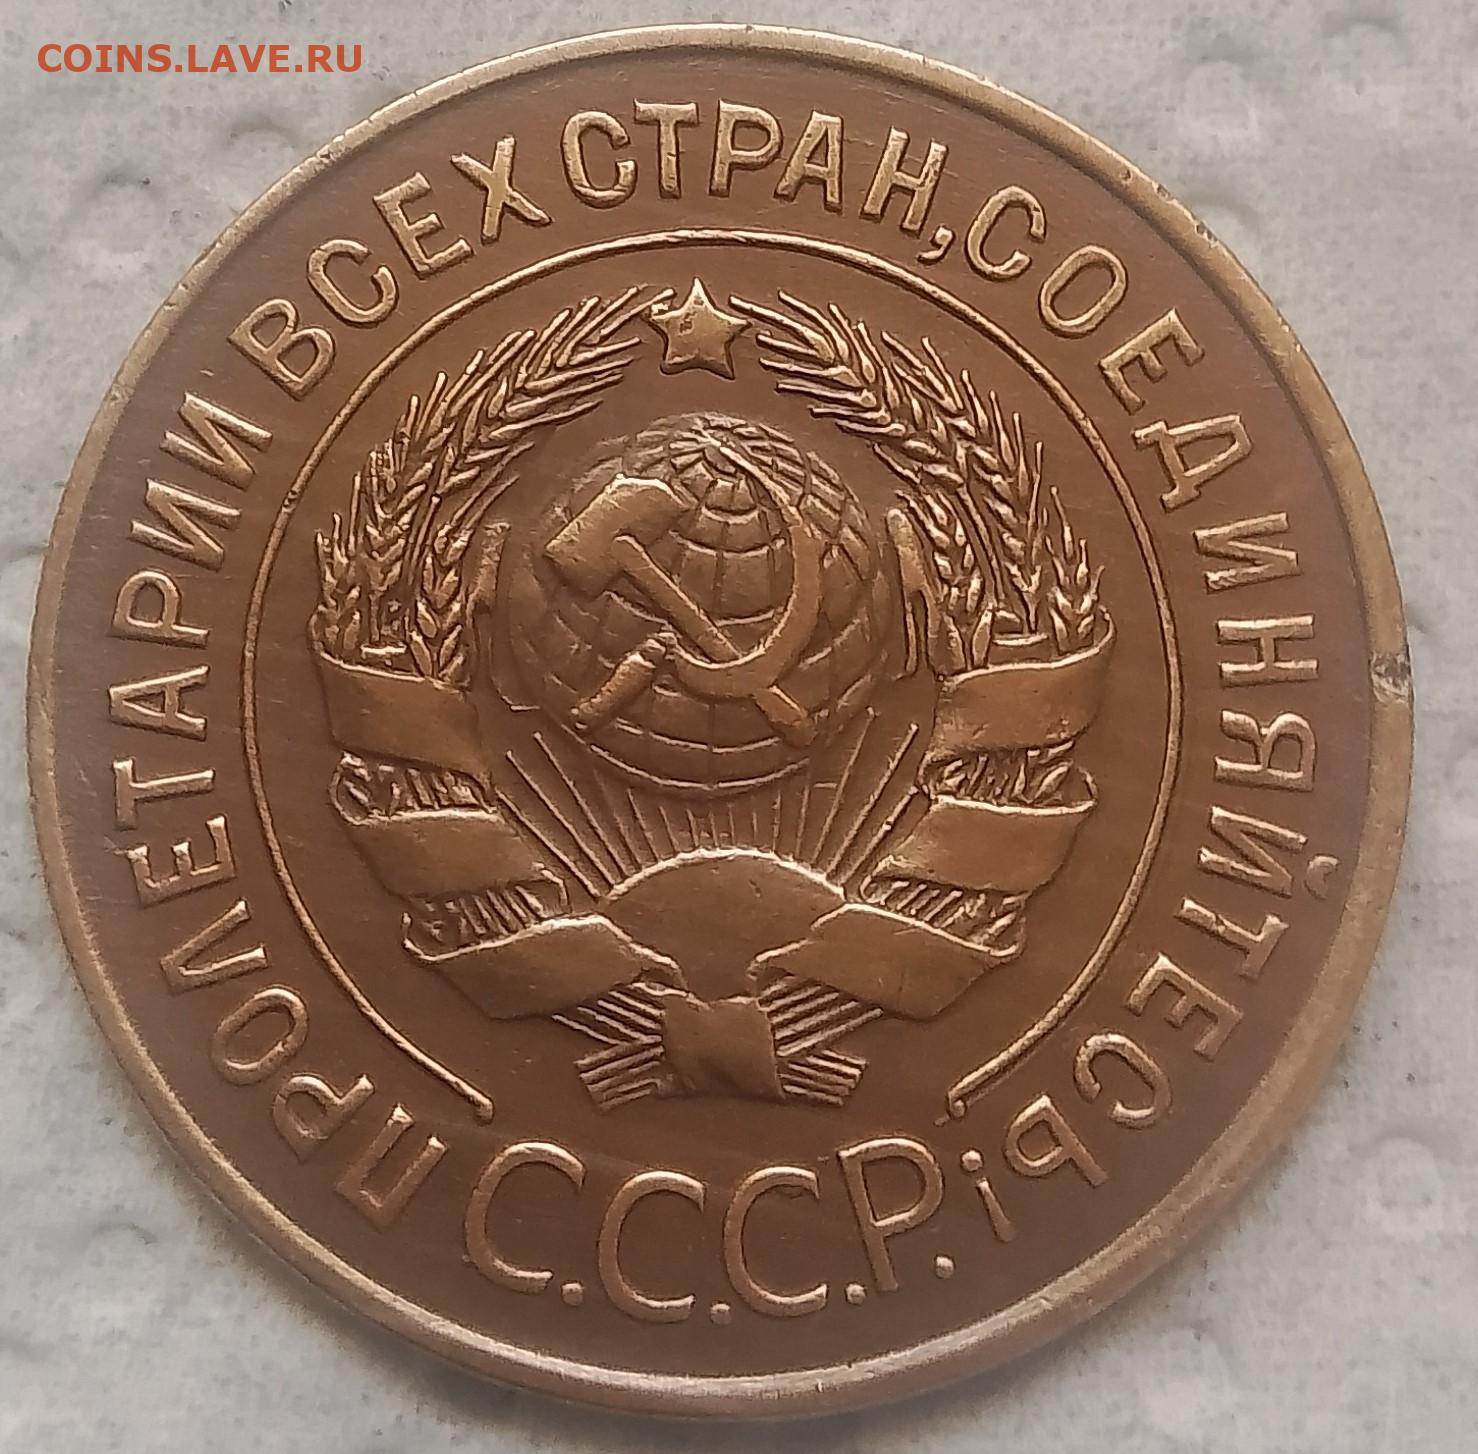 COINS.LAVE.RU
ПРОЛЕТАРИИ ВСЕХ СТРАН, СОЕДИНЯЙТЕСЬ!
С.С.С.Р.